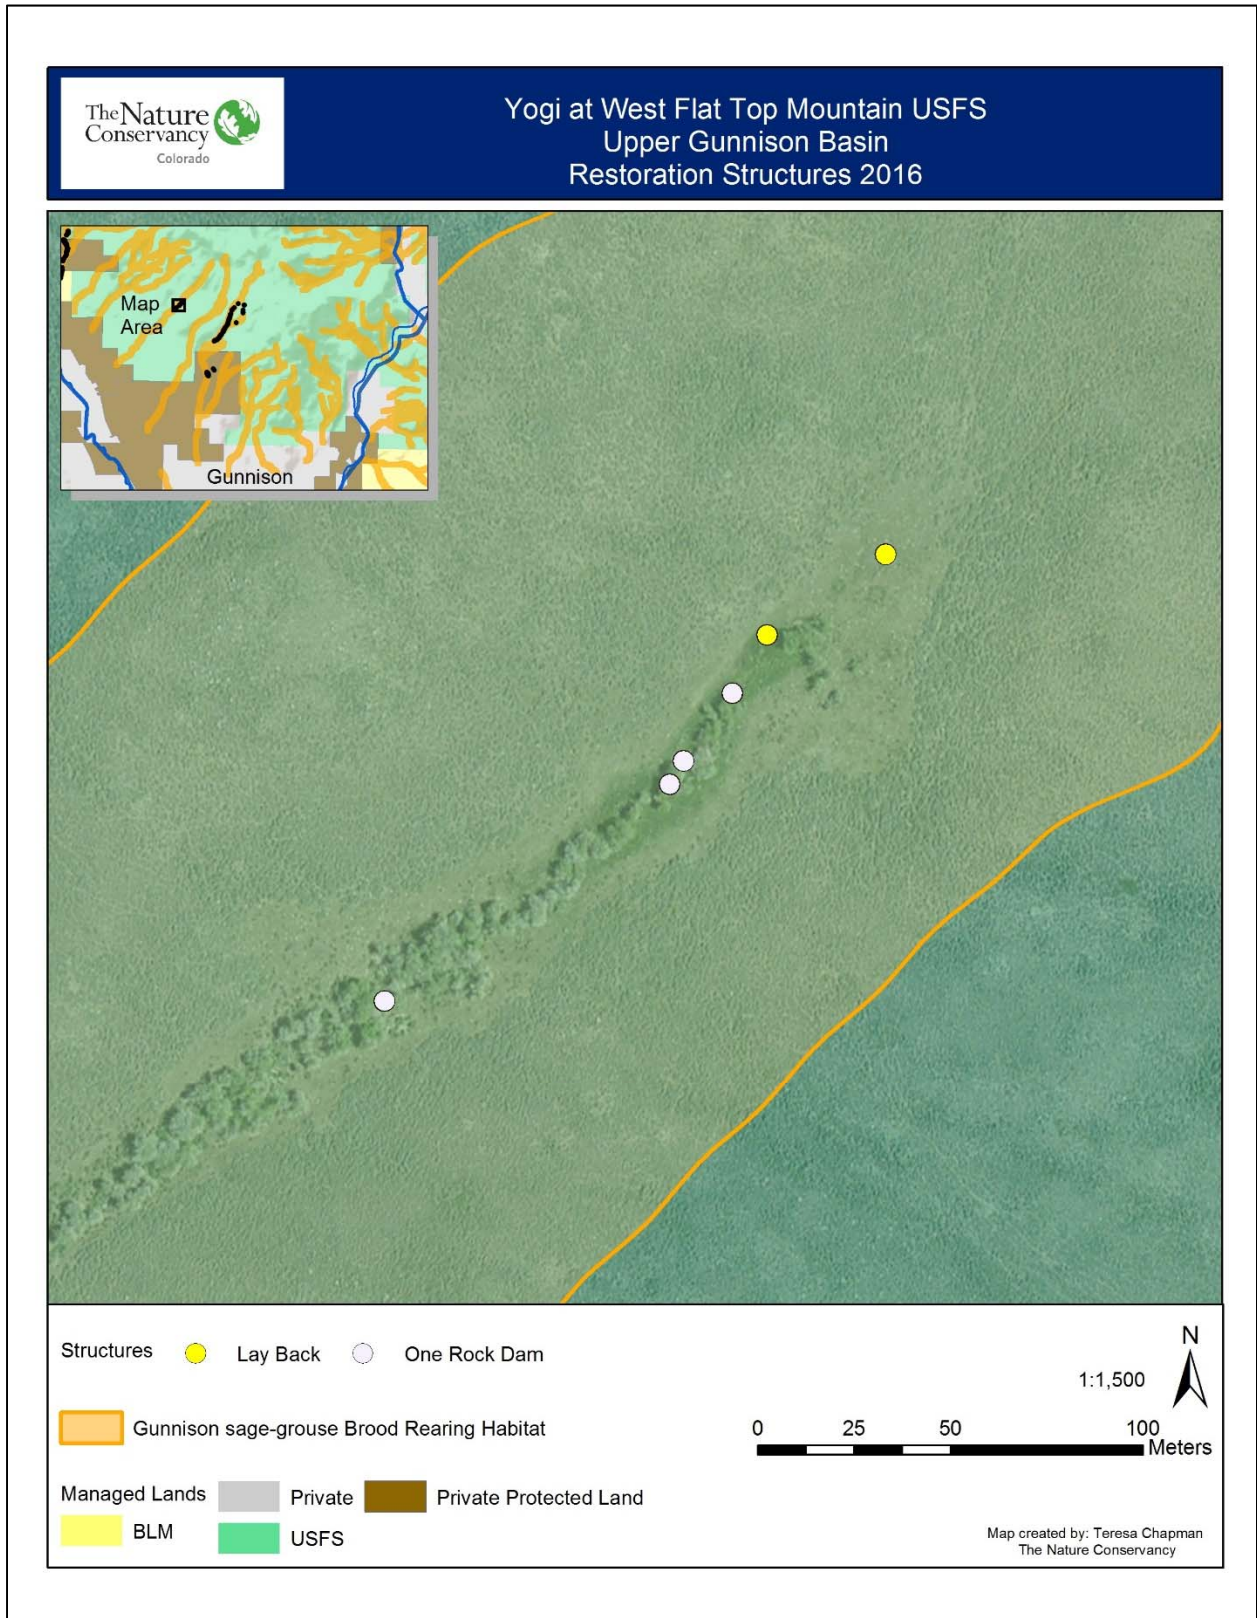 The Nature
Conservancy
Colorado
Yogi at West Flat Top Mountain USFS
Upper Gunnison Basin
Restoration Structures 2016
Map
Area
Gunnison
Structures Lay Back One Rock Dam
N
1:1,500
Gunnison sage-grouse Brood Rearing Habitat
0 25 50 100
Meters
Managed Lands Private Private Protected Land
BLM USFS
Map created by: Teresa Chapman
The Nature Conservancy